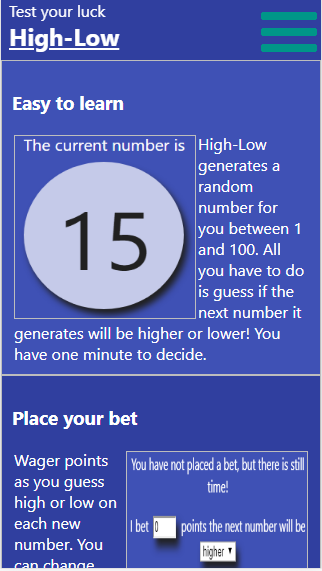 Test your luck
High-Low
Easy to learn
The current number is
15
High-Low
generates a
random
number for
you between 1
and 100. All
you have to do
is guess if the
next number it
generates will be higher or lower! You
have one minute to decide.
Place your bet
Wager points
as you guess
high or low on
each new
number. You
can change
You have not placed a bet, but there is still
time!
I bet 0 points the next number will be
higher